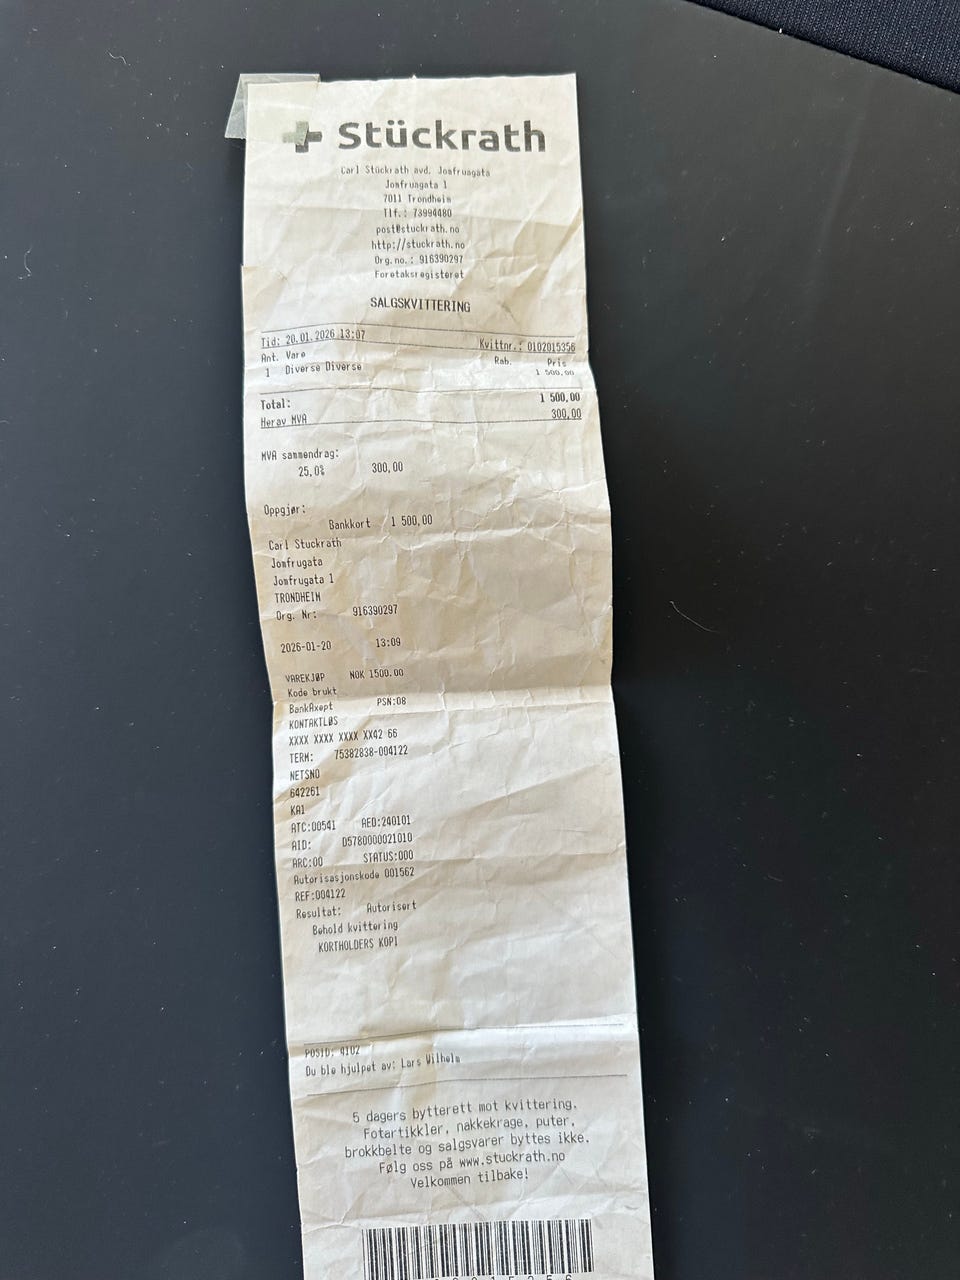 Stückrath
Carl Stückrath avd. Jomfruagata
Jomfruagata 1
7011 Trondheim
Tlf.: 73994480
post@stuckrath.no
http://stuckrath.no
Org.no.: 916390297
Foretaksregisteret
SALGSKVITTERING
Tid: 20.01.2026 13:07 Kvittnr.: 0102015356
Ant. Vare Rab. Pris
1 Diverse Diverse 1 500,00
Total: 1 500,00
Herav MVA 300,00
MVA sammendrag:
25,0% 300,00
Oppgjør:
Bankkort 1 500,00
Carl Stuckrath
Jomfrugata
Jomfrugata 1
TRONDHEIM
Org. Nr: 916390297
2026-01-20 13:09
VAREKJØP NOK 1500.00
Kode brukt
BankAxept PSN:08
KONTAKTLØS
XXXX XXXX XXXX XX42 66
TERM: 75382838-004122
NETSNO
642261
KA1
ATC:00541 AED:240101
AID: D5780000021010
ARC:00 STATUS:000
Autorisasjonskode 001562
REF:004122
Resultat: Autorisert
Behold kvittering
KORTHOLDERS KOPI
POSID: 4102
Du ble hjulpet av: Lars Wilhelm
5 dagers bytterett mot kvittering.
Fotartikkler, nakkekrage, puter,
brokkbelte og salgsvarer byttes ikke.
Følg oss på www.stuckrath.no
Velkommen tilbake!